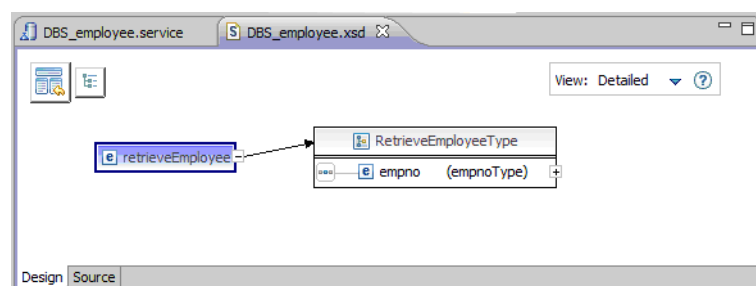 DBS_employee.service
S DBS_employee.xsd
View: Detailed ?
RetrieveEmployeeType
e retrieveEmployee
e empno (empnoType)
Design Source